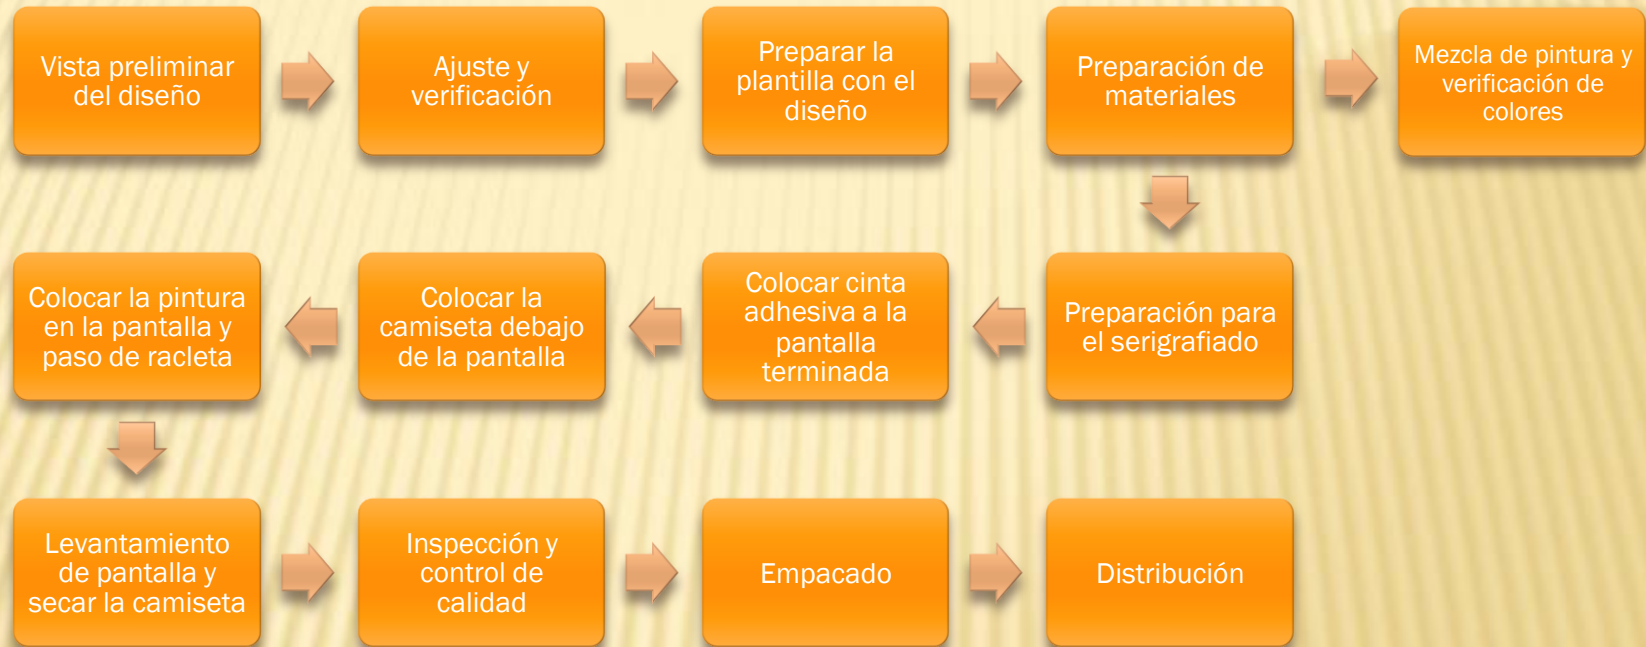 Vista preliminar
del diseño
Ajuste y
verificación
Preparar la
plantilla con el
diseño
Preparación de
materiales
Mezcla de pintura y
verificación de
colores
Preparación para
el serigrafiado
Colocar cinta
adhesiva a la
pantalla
terminada
Colocar la
camiseta debajo
de la pantalla
Colocar la pintura
en la pantalla y
paso de racleta
Levantamiento
de pantalla y
secar la camiseta
Inspección y
control de
calidad
Empacado
Distribución